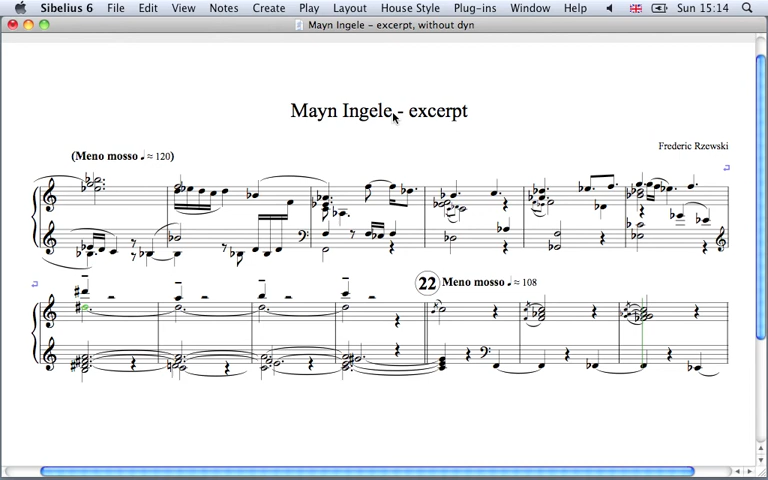 Sibelius 6 File Edit View Notes Create Play Layout House Style Plug-ins Window Help Sun 15:14
Mayn Ingele - excerpt, without dyn
Mayn Ingele - excerpt
Frederic Rzewski
(Meno mosso ♩ ≈ 120)
22 Meno mosso ♩ ≈ 108